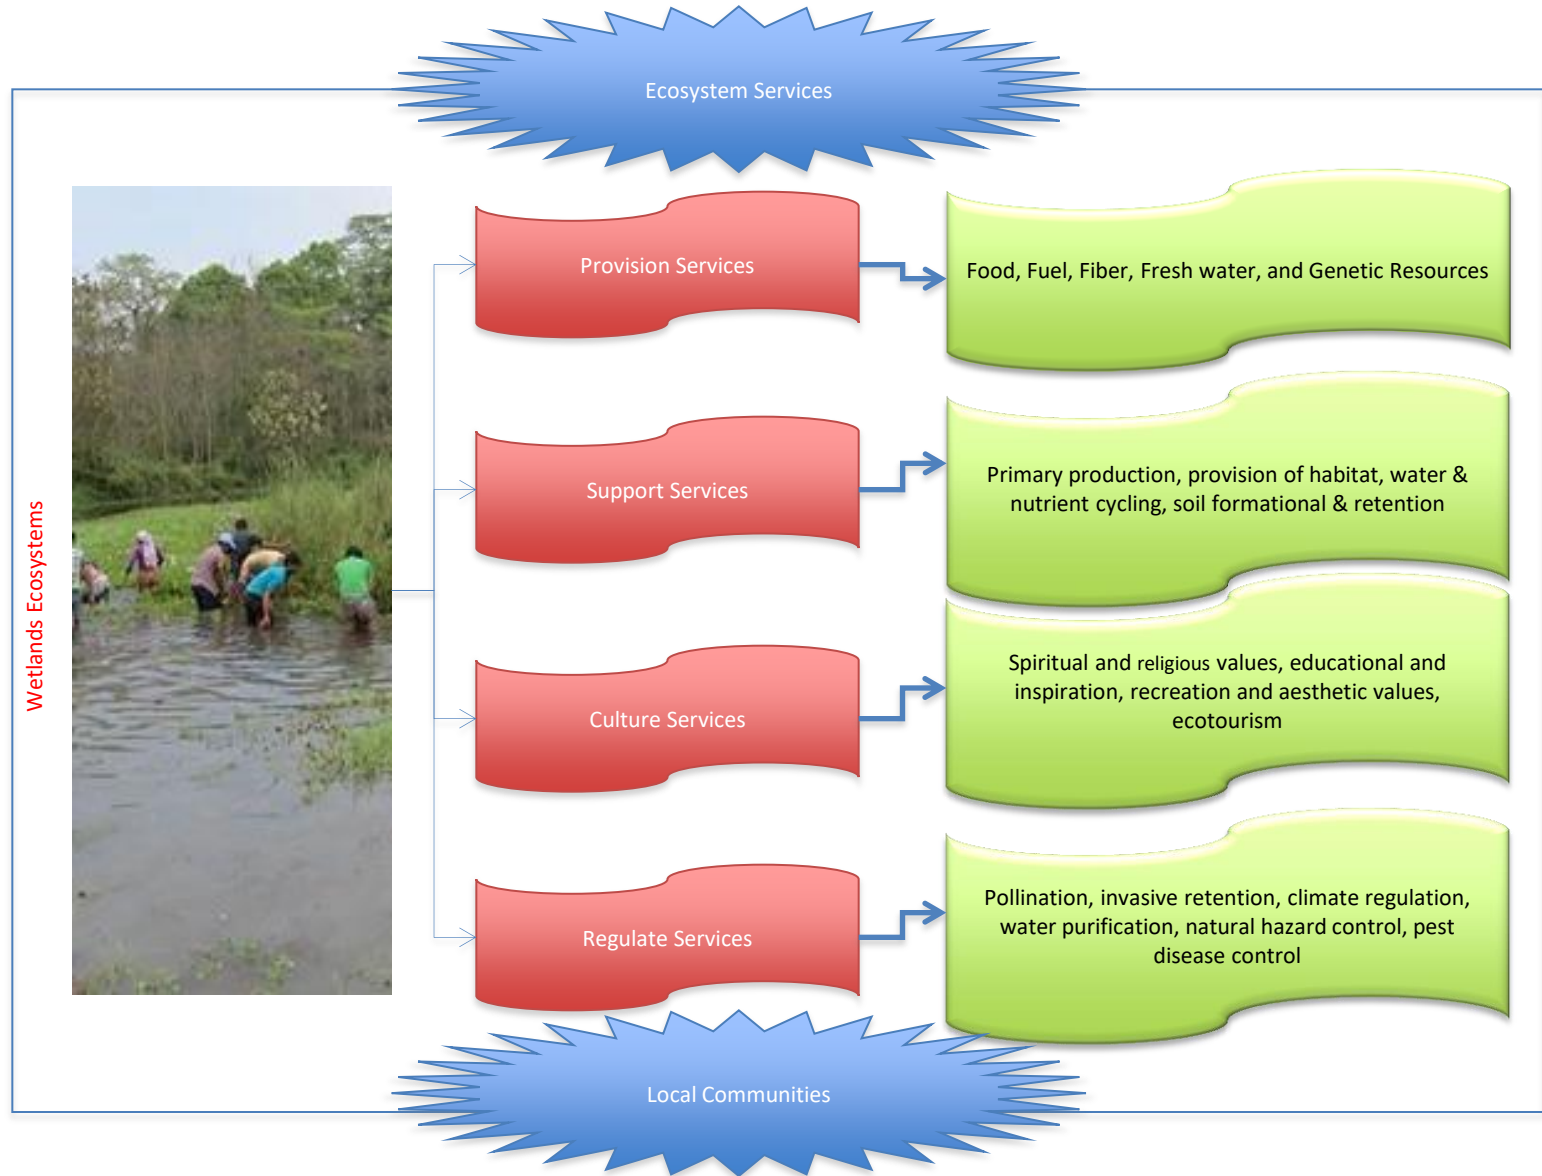 Ecosystem Services
Wetlands Ecosystems
Provision Services
Food, Fuel, Fiber, Fresh water, and Genetic Resources
Support Services
Primary production, provision of habitat, water &
nutrient cycling, soil formational & retention
Culture Services
Spiritual and religious values, educational and
inspiration, recreation and aesthetic values,
ecotourism
Regulate Services
Pollination, invasive retention, climate regulation,
water purification, natural hazard control, pest
disease control
Local Communities